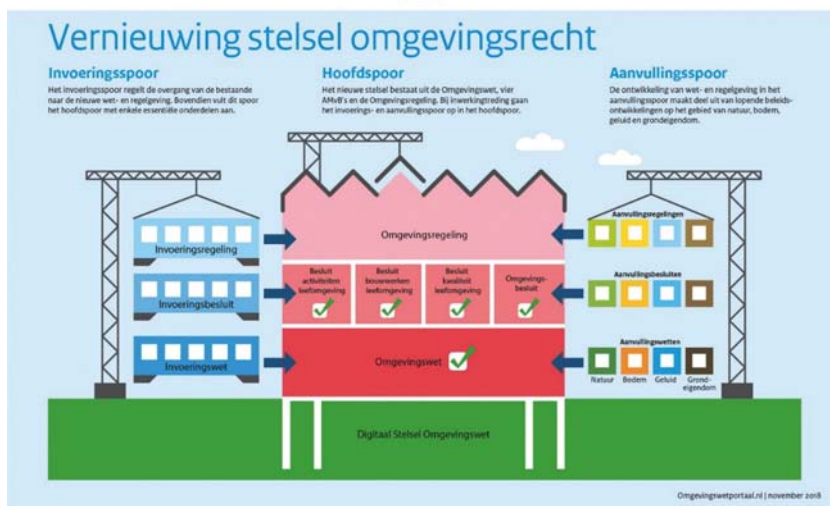 Vernieuwing stelsel omgevingsrecht
Invoeringsspoor
Het invoeringsspoor regelt de overgang van de bestaande
naar de nieuwe wet- en regelgeving. Bovendien vult dit spoor
het hoofdspoor met enkele essentiële onderdelen aan.
Hoofdspoor
Het nieuwe stelsel bestaat uit de Omgevingswet, vier
AMvB's en de Omgevingsregeling. Bij inwerkingtreding gaan
het invoerings- en aanvullingsspoor op in het hoofdspoor.
Aanvullingsspoor
De ontwikkeling van wet- en regelgeving in het
aanvullingsspoor maakt deel uit van lopende beleids-
ontwikkelingen op het gebied van natuur, bodem,
geluid en grondeigendom.
Invoeringsregeling
Invoeringsbesluit
Invoeringswet
Omgevingsregeling
Besluit
activiteiten
leefomgeving
Besluit
bouwwerken
leefomgeving
Besluit
kwaliteit
leefomgeving
Omgevings-
besluit
Omgevingswet
Digitaal Stelsel Omgevingswet
Aanvullingsregelingen
Aanvullingsbesluiten
Aanvullingswetten
Natuur
Bodem
Geluid
Grond-
eigendom
Omgevingswetportaal.nl | november 2018